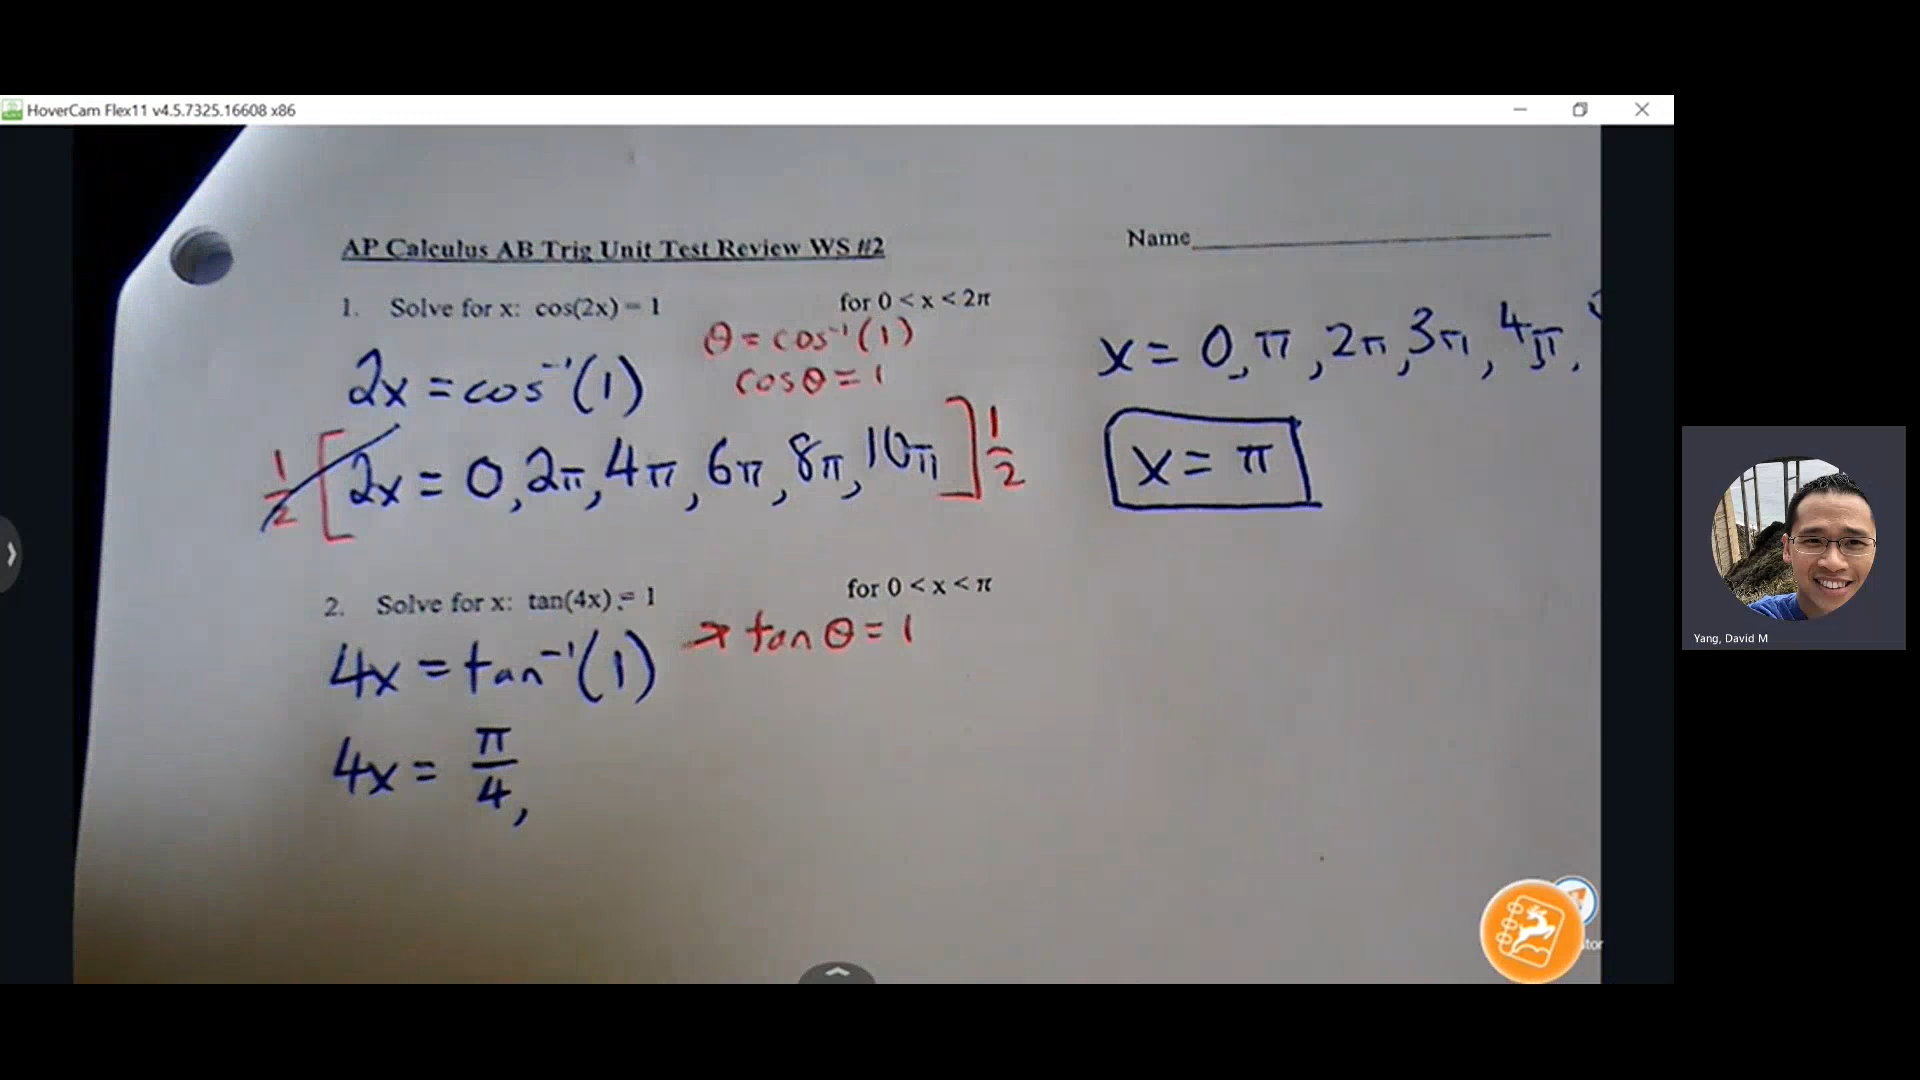 HoverCam Flex11 v4.5.7325.16608 x86
AP Calculus AB Trig Unit Test Review WS #2
Name
1. Solve for x: cos(2x) = 1 for 0 < x < 2π
θ = cos⁻¹(1)
cosθ = 1
2x = cos⁻¹(1)
1/2 [2x = 0, 2π, 4π, 6π, 8π, 10π] 1/2
x = 0, π, 2π, 3π, 4π,
x = π
2. Solve for x: tan(4x) = 1 for 0 < x < π
4x = tan⁻¹(1) → tan θ = 1
4x = π/4,
Yang, David M